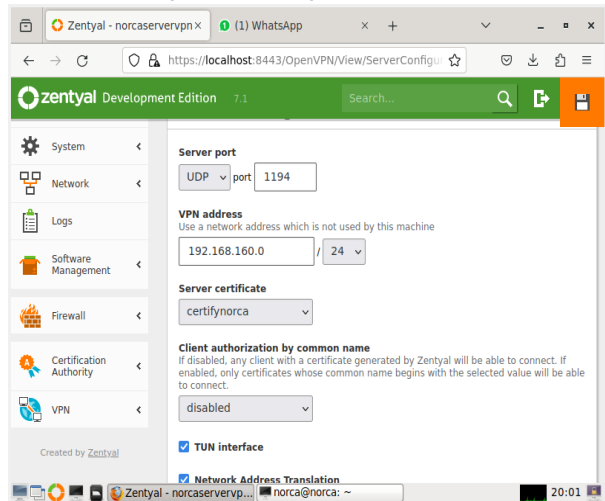 Zentyal - norcaservervpn
(1) WhatsApp
https://localhost:8443/OpenVPN/View/ServerConfigu
zentyal Development Edition 7.1
Search...
System
Network
Logs
Software
Management
Firewall
Certification
Authority
VPN
Created by Zentyal
Server port
UDP port 1194
VPN address
Use a network address which is not used by this machine
192.168.160.0 / 24
Server certificate
certifynorca
Client authorization by common name
If disabled, any client with a certificate generated by Zentyal will be able to connect. If
enabled, only certificates whose common name begins with the selected value will be able
to connect.
disabled
TUN interface
Network Address Translation
Zentyal - norcaservervp...
norca@norca: ~
20:01